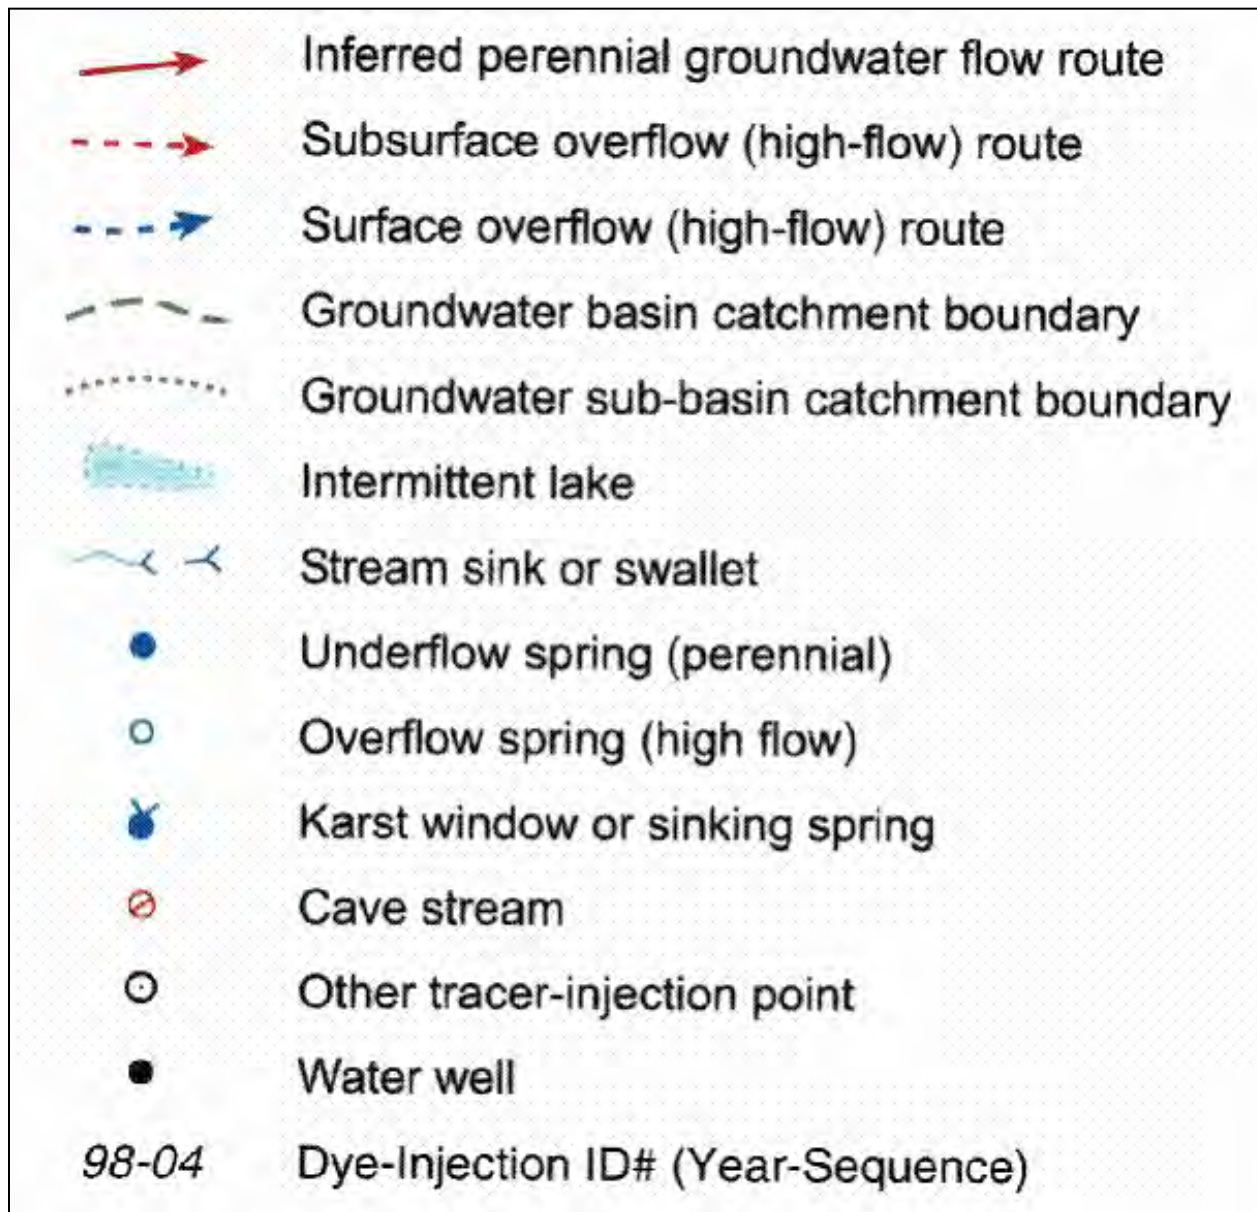 Inferred perennial groundwater flow route
Subsurface overflow (high-flow) route
Surface overflow (high-flow) route
Groundwater basin catchment boundary
Groundwater sub-basin catchment boundary
Intermittent lake
Stream sink or swallet
Underflow spring (perennial)
Overflow spring (high flow)
Karst window or sinking spring
Cave stream
Other tracer-injection point
Water well
98-04 Dye-Injection ID# (Year-Sequence)